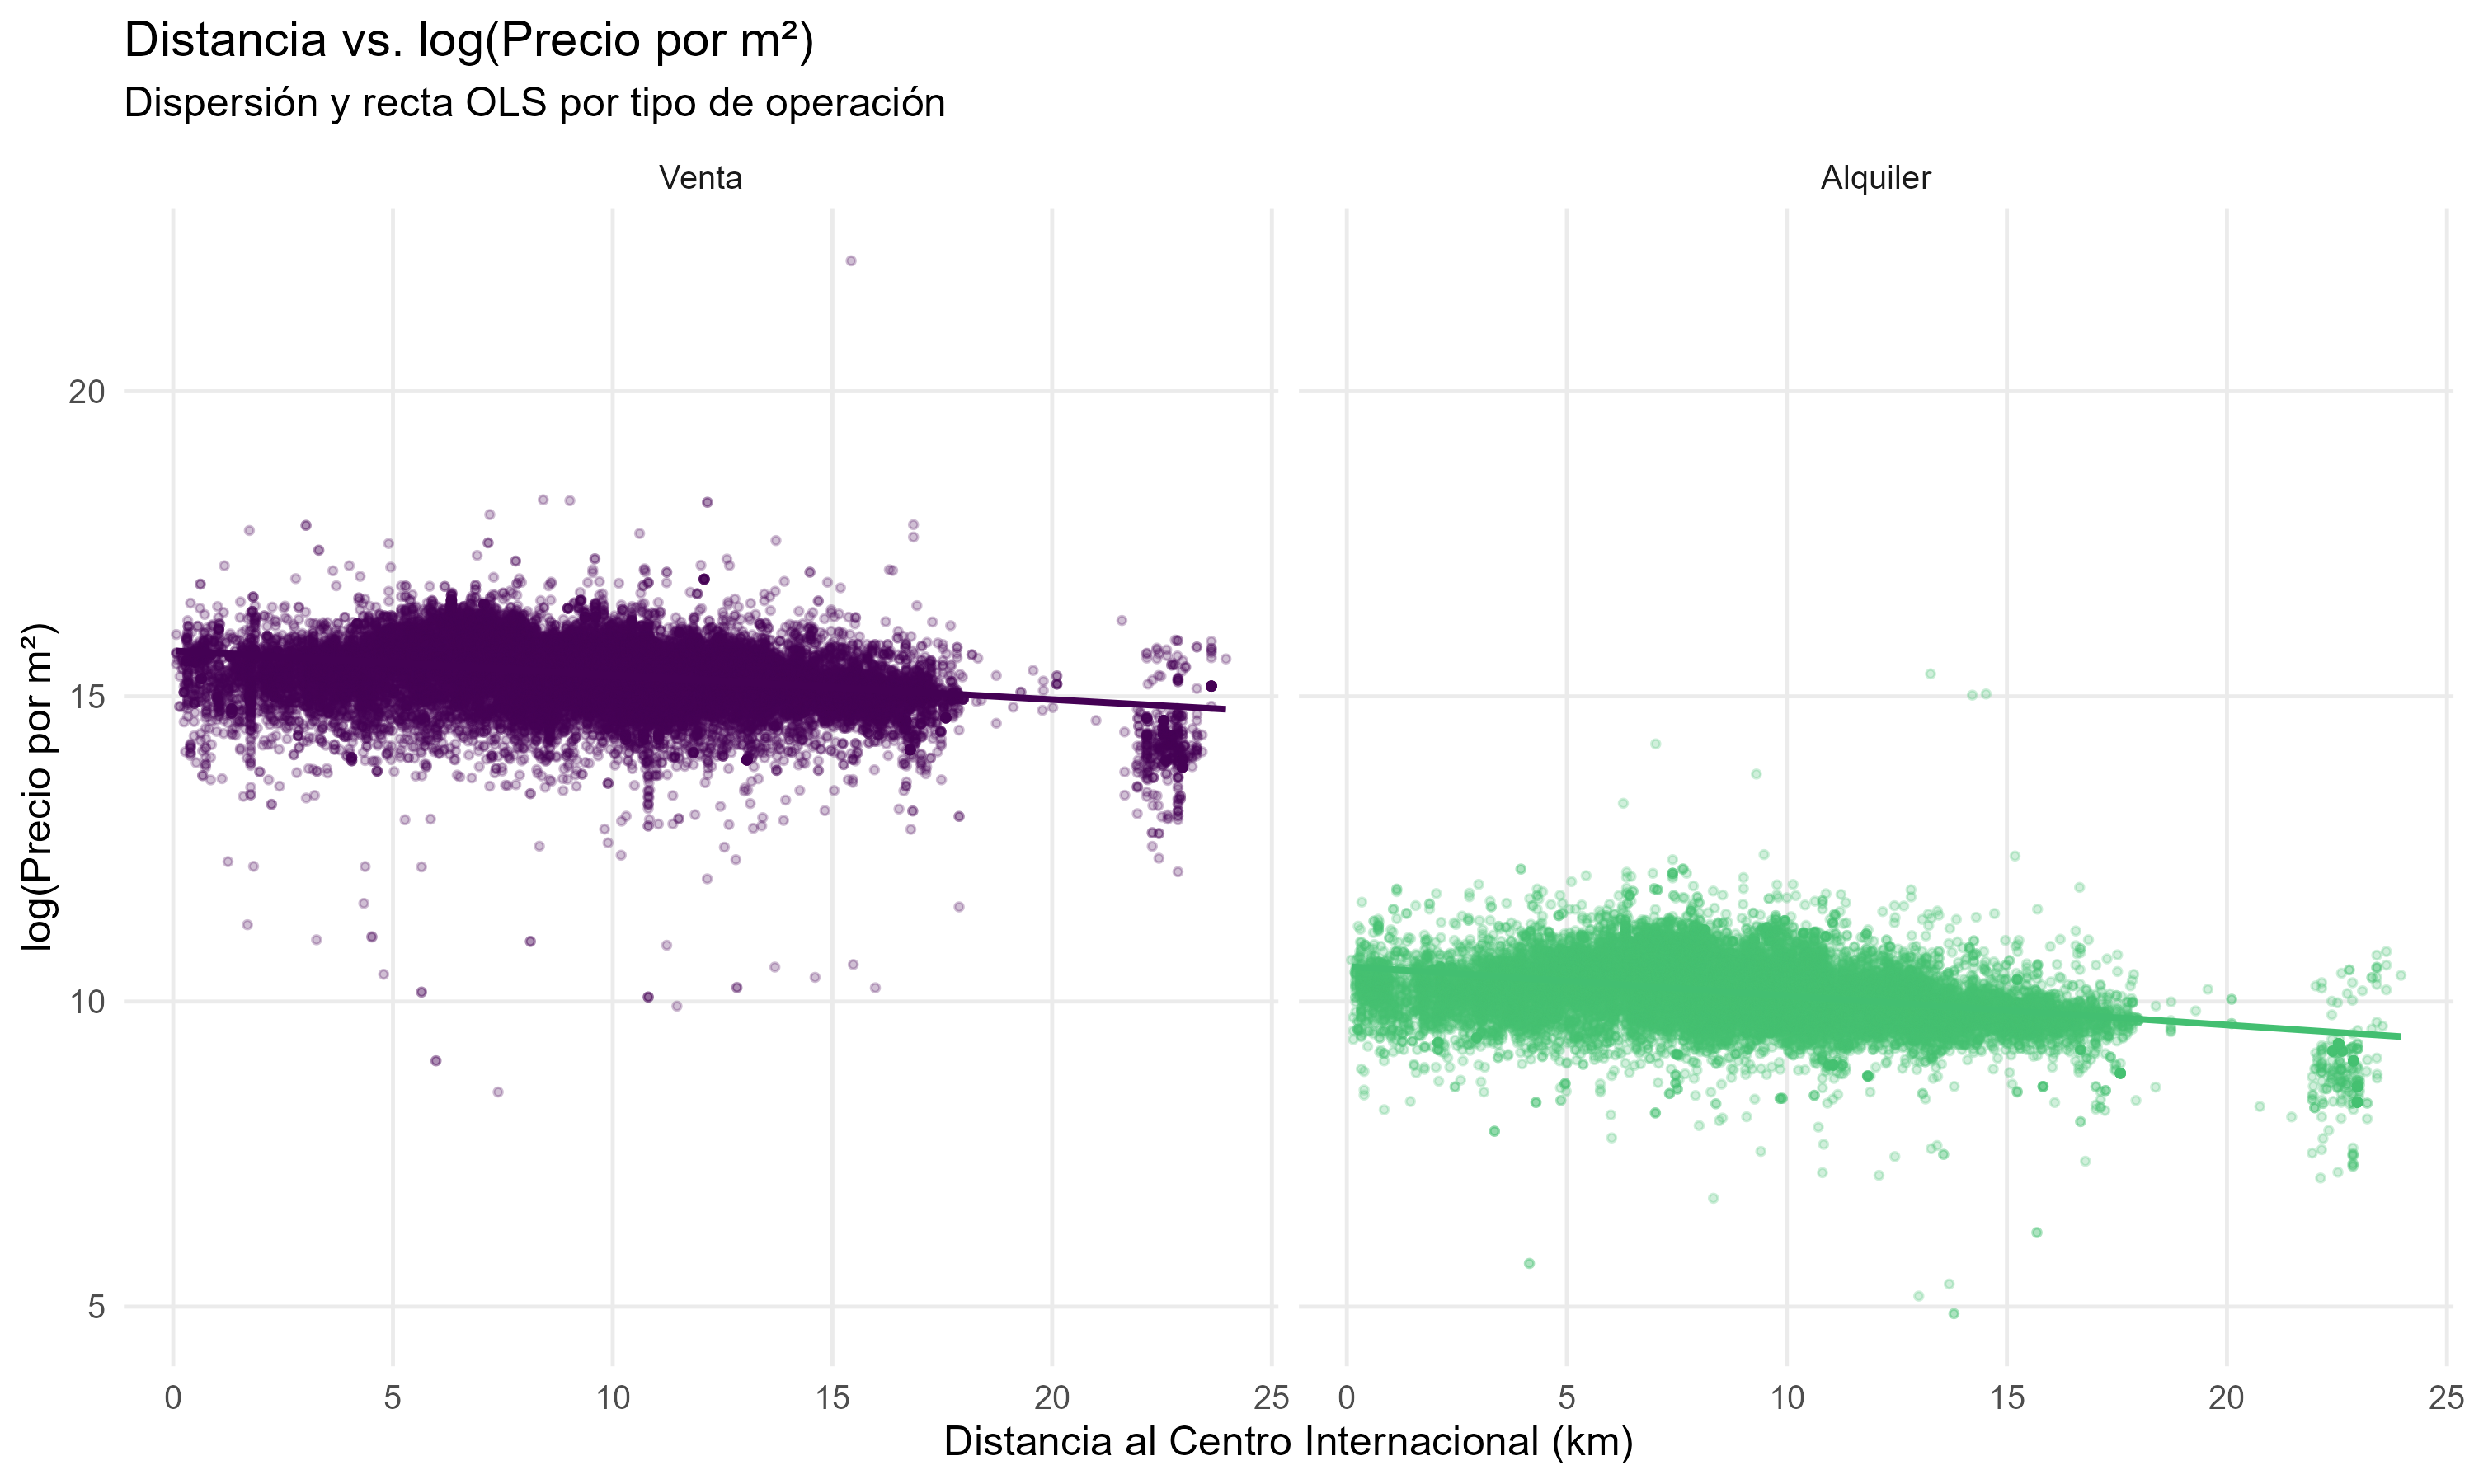 Distancia vs. log(Precio por m²)
Dispersión y recta OLS por tipo de operación
Venta
Alquiler
log(Precio por m²)
20
15
10
5
0 5 10 15 20 25
0 5 10 15 20 25
Distancia al Centro Internacional (km)